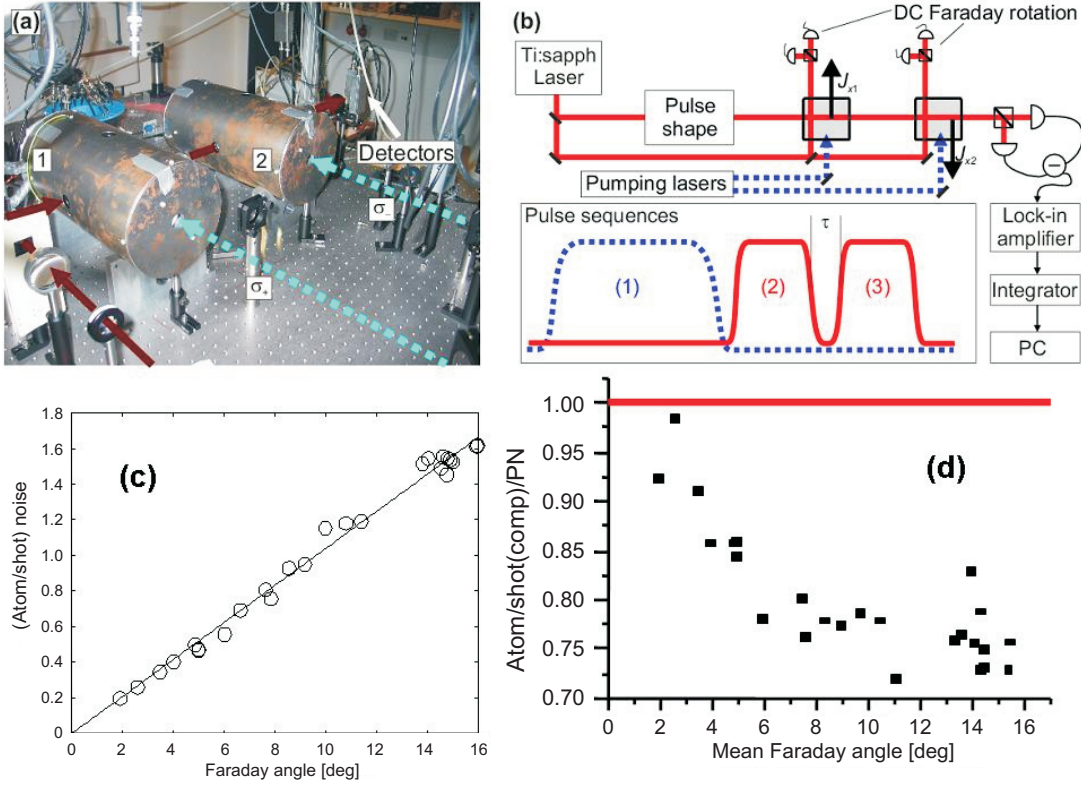 (a)
1
2
Detectors
σ₋
σ₊
(b)
DC Faraday rotation
Ti:sapph
Laser
Pulse
shape
Jx1
Jx2
Pumping lasers
Pulse sequences
τ
(1)
(2)
(3)
Lock-in
amplifier
Integrator
PC
(c)
(Atom/shot) noise
1.8
1.6
1.4
1.2
1.0
0.8
0.6
0.4
0.2
0
0 2 4 6 8 10 12 14 16
Faraday angle [deg]
(d)
Atom/shot(comp)/PN
1.00
0.95
0.90
0.85
0.80
0.75
0.70
0 2 4 6 8 10 12 14 16
Mean Faraday angle [deg]